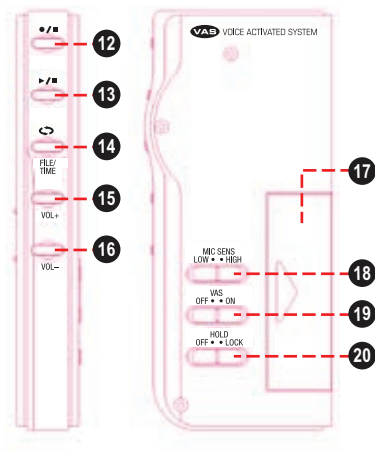 ●/■
12
►/■
13
14
FILE/
TIME
15
VOL+
16
VOL–
VAS VOICE ACTIVATED SYSTEM
17
MIC SENS
LOW • • HIGH
18
VAS
OFF • • ON
19
HOLD
OFF • • LOCK
20